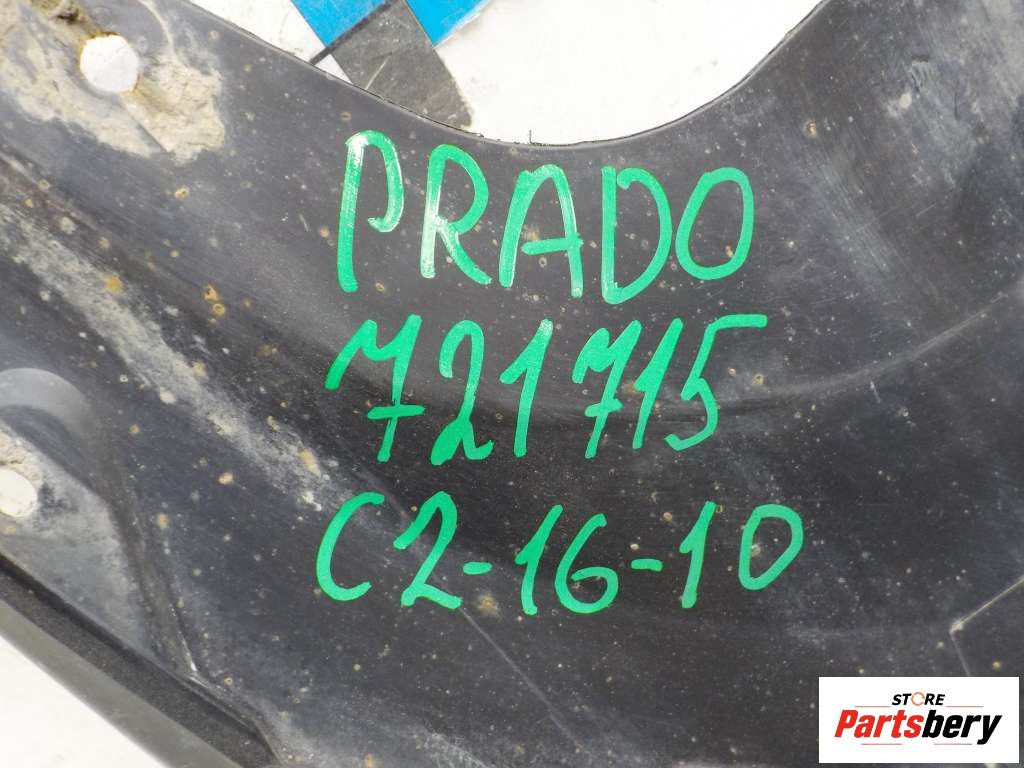 PRADO
721715
C2-16-10
STORE
Partsbery